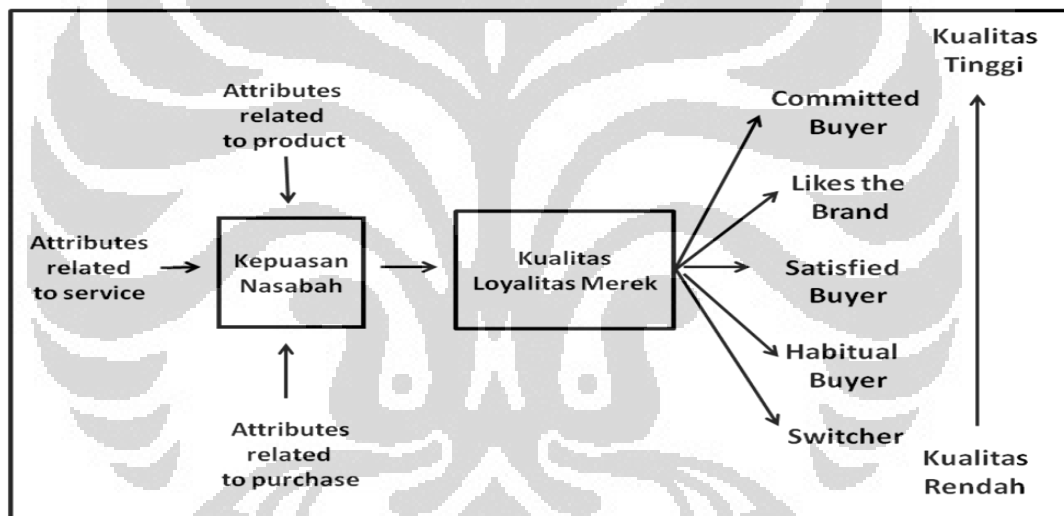 Attributes
related
to product
Attributes
related
to service
Kepuasan
Nasabah
Attributes
related
to purchase
Kualitas
Loyalitas Merek
Committed
Buyer
Likes the
Brand
Satisfied
Buyer
Habitual
Buyer
Switcher
Kualitas
Tinggi
Kualitas
Rendah